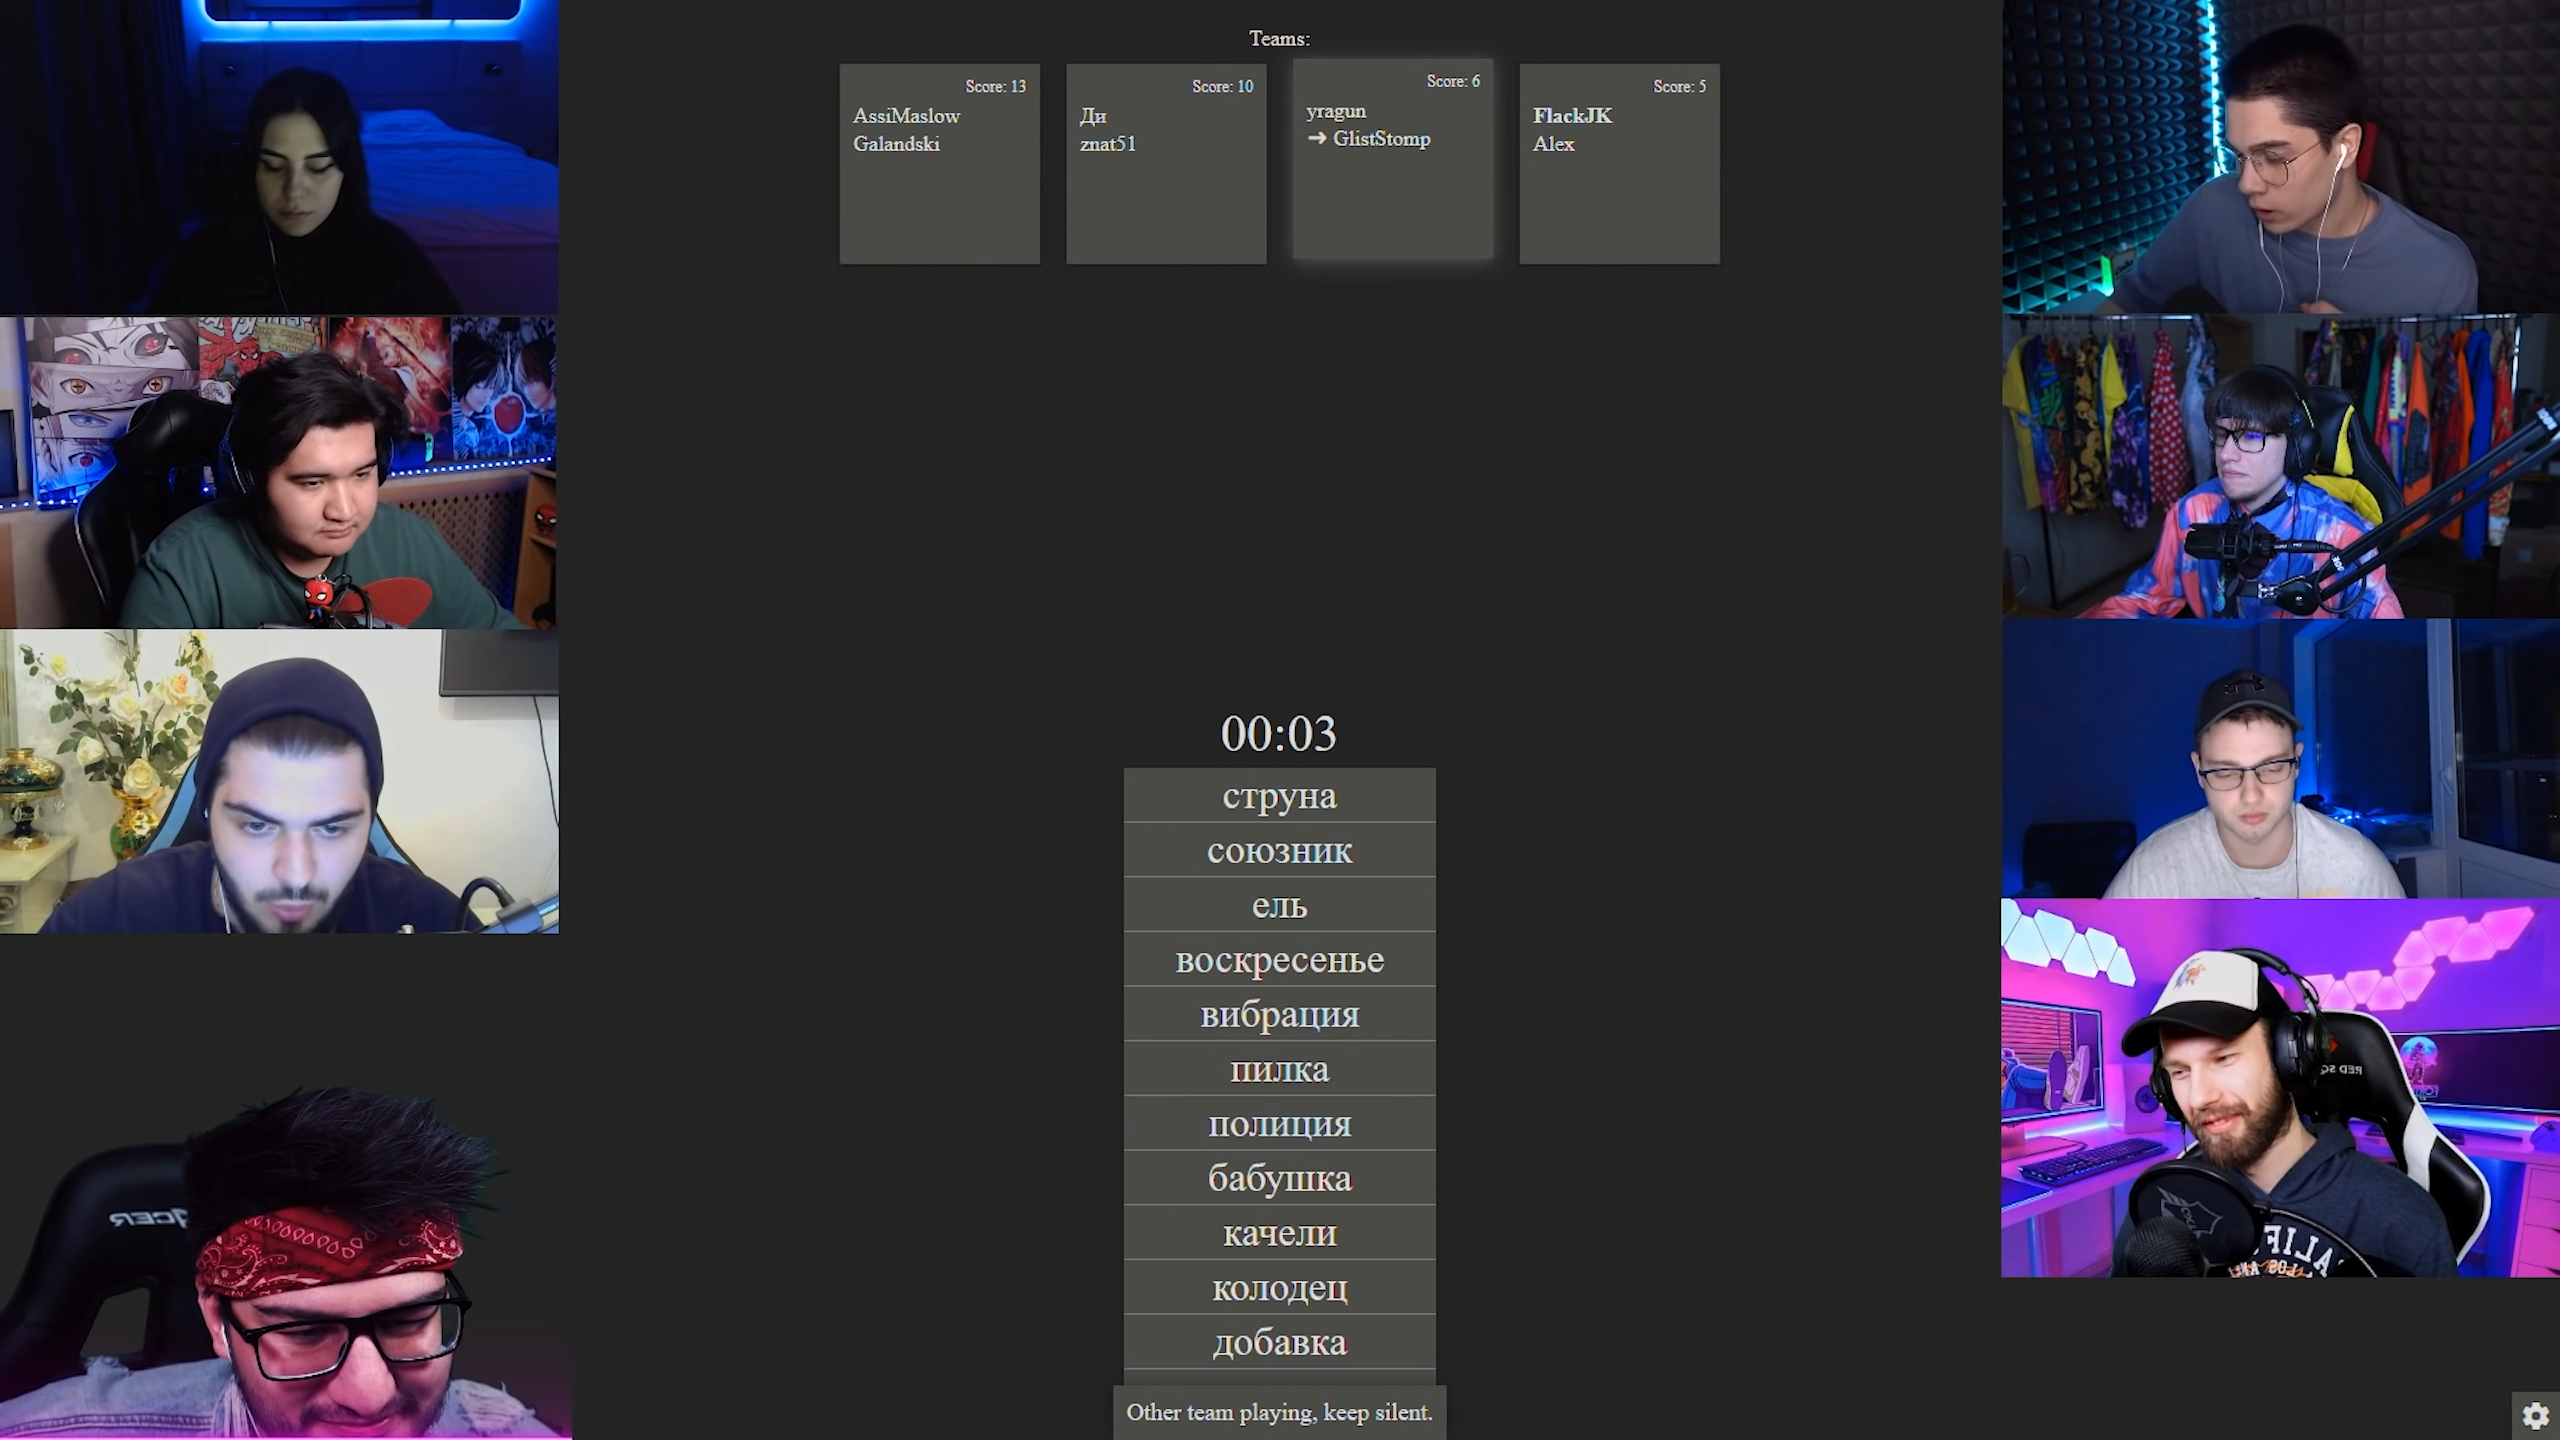 Teams:
Score: 13
AssiMaslow
Galandski
Score: 10
Ди
znat51
Score: 6
yragun
➔ GlistStomp
Score: 5
FlackJK
Alex
00:03
струна
союзник
ель
воскресенье
вибрация
пилка
полиция
бабушка
качели
колодец
добавка
Other team playing, keep silent.